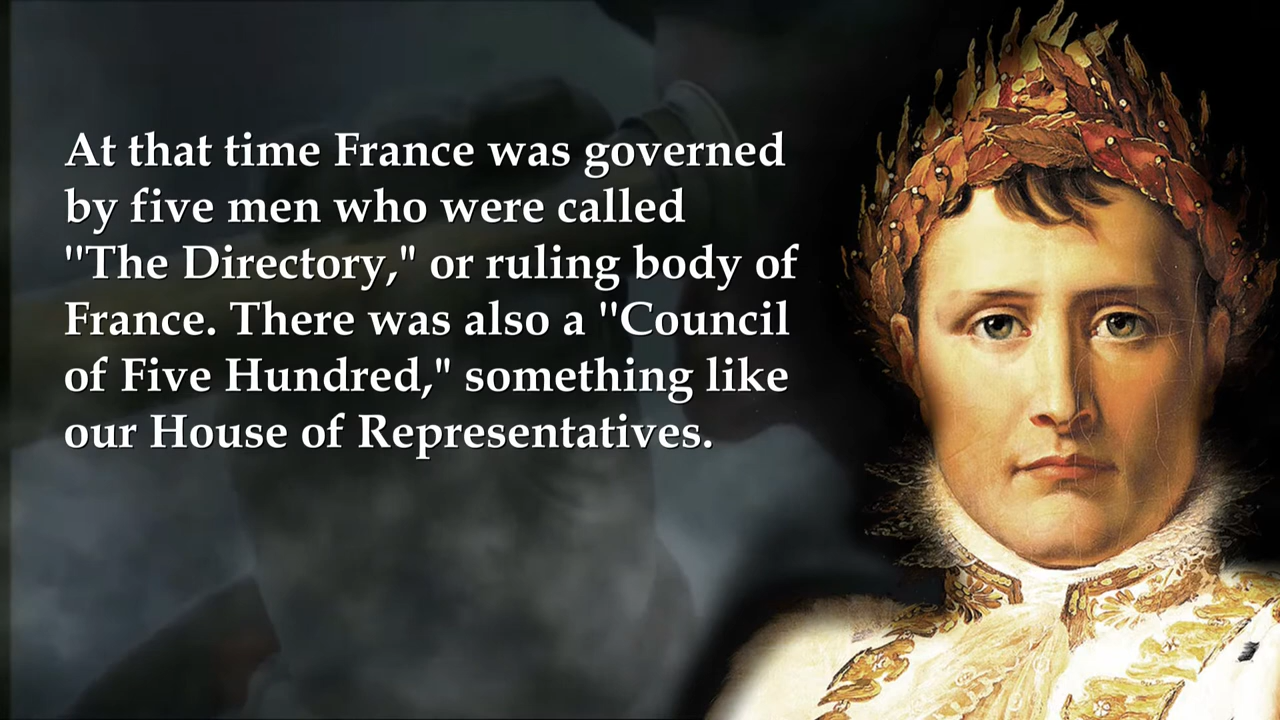 At that time France was governed
by five men who were called
"The Directory," or ruling body of
France. There was also a "Council
of Five Hundred," something like
our House of Representatives.